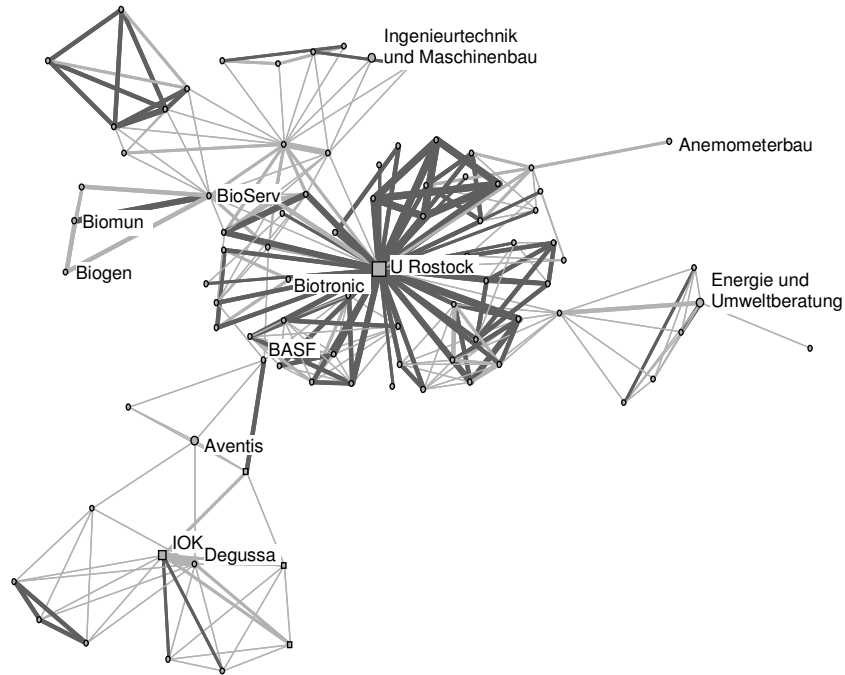 Ingenieurtechnik
und Maschinenbau
Anemometerbau
BioServ
Biomun
Biogen
U Rostock
Biotronic
Energie und
Umweltberatung
BASF
Aventis
IOK
Degussa